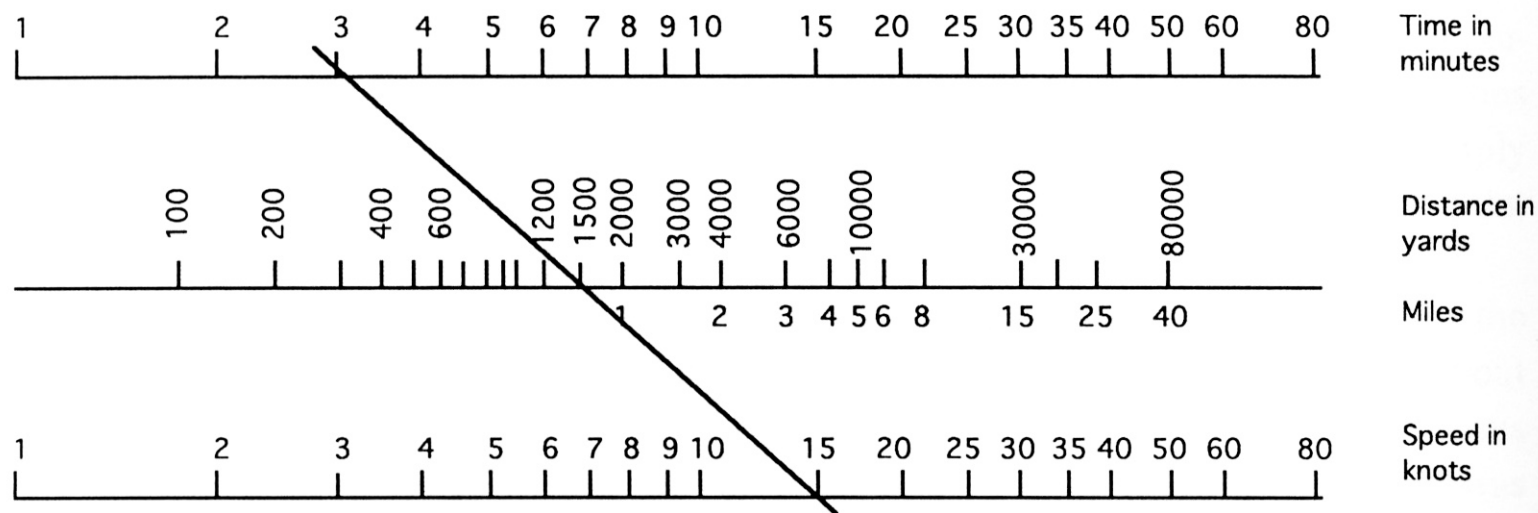 1 2 3 4 5 6 7 8 9 10 15 20 25 30 35 40 50 60 80 Time in
minutes
100 200 400 600 1200 1500 2000 3000 4000 6000 10000 30000 80000 Distance in
yards
1 2 3 4 5 6 8 15 25 40 Miles
1 2 3 4 5 6 7 8 9 10 15 20 25 30 35 40 50 60 80 Speed in
knots